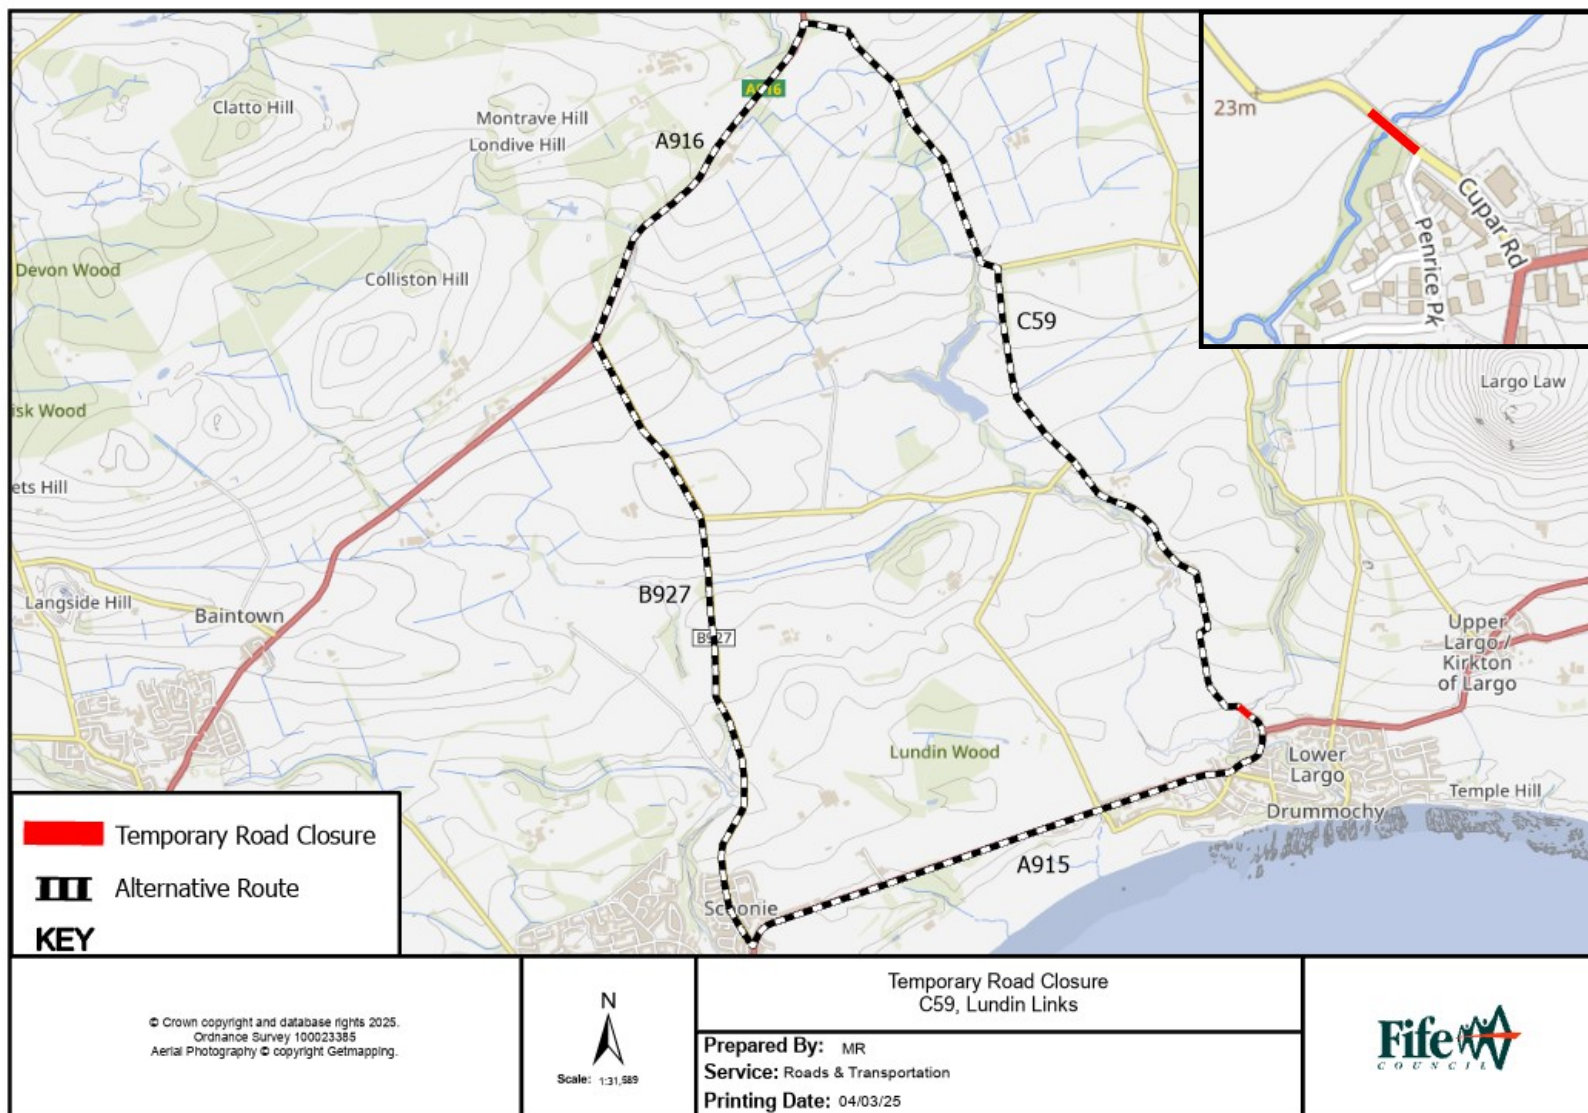 Clatto Hill
Montrave Hill
Londive Hill
A916
A916
Devon Wood
Colliston Hill
C59
isk Wood
ets Hill
Langside Hill
Baintown
B927
B927
Lundin Wood
Scoonie
A915
Largo Law
Upper
Largo /
Kirkton
of Largo
Lower
Largo
Drummochy
Temple Hill
23m
Cupar Rd
Penrice Pk
Temporary Road Closure
Alternative Route
KEY
© Crown copyright and database rights 2025.
Ordnance Survey 100023385
Aerial Photography © copyright Getmapping.
N
Scale: 1:31,589
Temporary Road Closure
C59, Lundin Links
Prepared By: MR
Service: Roads & Transportation
Printing Date: 04/03/25
Fife
COUNCIL